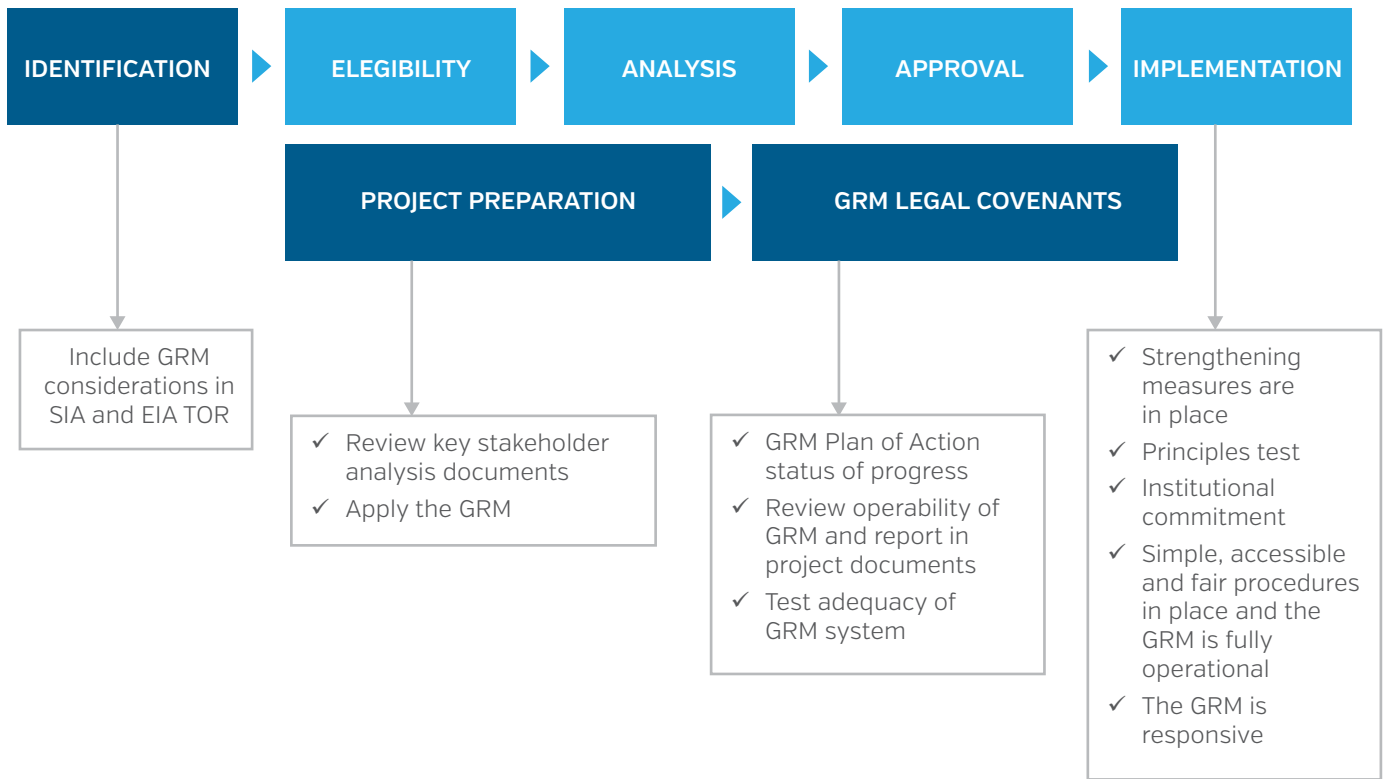 IDENTIFICATION
ELEGIBILITY
ANALYSIS
APPROVAL
IMPLEMENTATION
PROJECT PREPARATION
GRM LEGAL COVENANTS
Include GRM
considerations in
SIA and EIA TOR
✓ Review key stakeholder
analysis documents
✓ Apply the GRM
✓ GRM Plan of Action
status of progress
✓ Review operability of
GRM and report in
project documents
✓ Test adequacy of
GRM system
✓ Strengthening
measures are
in place
✓ Principles test
✓ Institutional
commitment
✓ Simple, accessible
and fair procedures
in place and the
GRM is fully
operational
✓ The GRM is
responsive